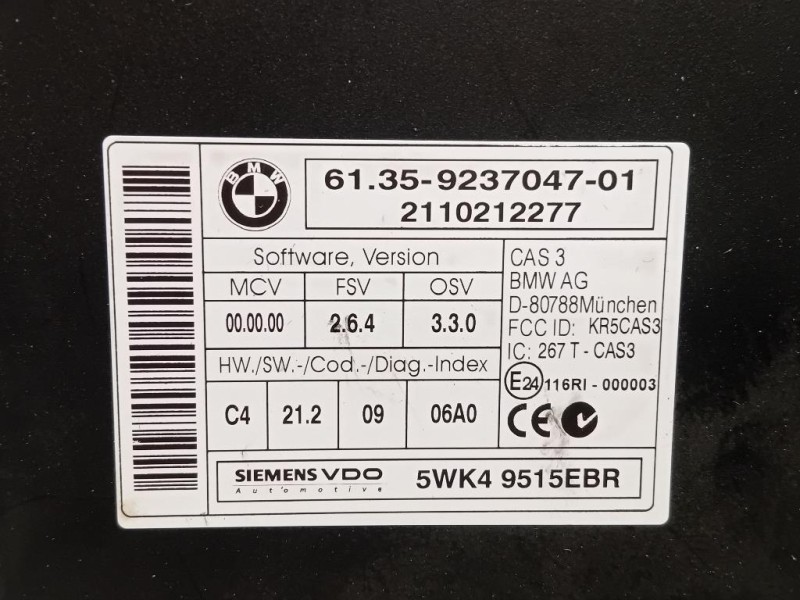 BMW
61.35-9237047-01
2110212277
Software, Version
MCV FSV OSV
00.00.00 2.6.4 3.3.0
HW./SW.-/Cod.-/Diag.-Index
C4 21.2 09 06A0
CAS 3
BMW AG
D-80788München
FCC ID: KR5CAS3
IC: 267 T - CAS3
E24 116RI - 000003
CE
SIEMENS VDO
Automotive
5WK4 9515EBR